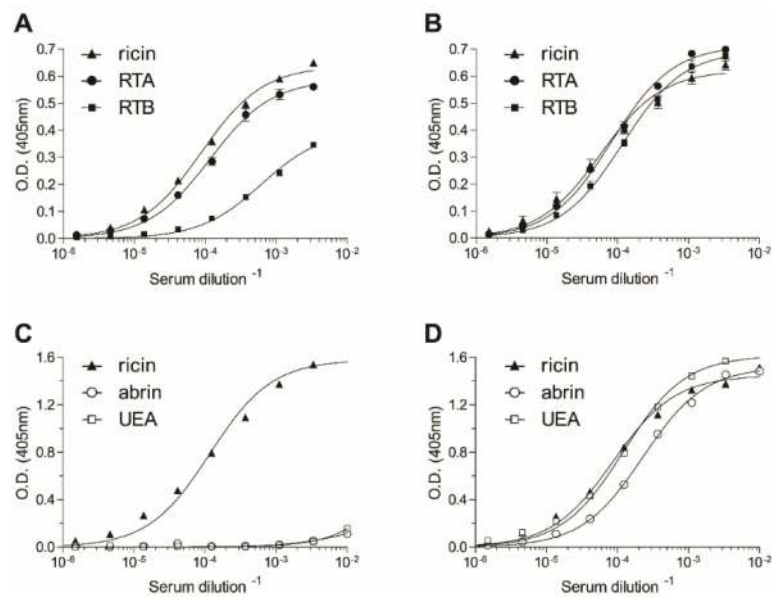 A
O.D. (405nm)
0.7
0.6
0.5
0.4
0.3
0.2
0.1
0.0
ricin
RTA
RTB
10-6
10-5
10-4
10-3
10-2
Serum dilution -1
B
O.D. (405nm)
0.7
0.6
0.5
0.4
0.3
0.2
0.1
0.0
ricin
RTA
RTB
10-6
10-5
10-4
10-3
10-2
Serum dilution -1
C
O.D. (405nm)
1.6
1.2
0.8
0.4
0.0
ricin
abrin
UEA
10-6
10-5
10-4
10-3
10-2
Serum dilution -1
D
O.D. (405nm)
1.6
1.2
0.8
0.4
0.0
ricin
abrin
UEA
10-6
10-5
10-4
10-3
10-2
Serum dilution -1